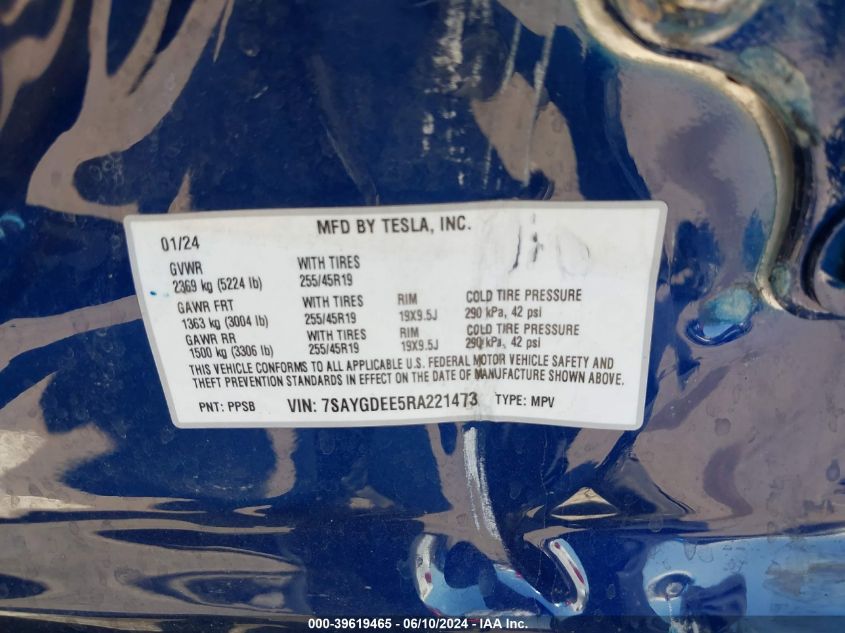 MFD BY TESLA, INC.
01/24
GVWR WITH TIRES
2369 kg (5224 lb) 255/45R19
GAWR FRT WITH TIRES RIM COLD TIRE PRESSURE
1363 kg (3004 lb) 255/45R19 19X9.5J 290 kPa, 42 psi
GAWR RR WITH TIRES RIM COLD TIRE PRESSURE
1500 kg (3306 lb) 255/45R19 19X9.5J 290 kPa, 42 psi
THIS VEHICLE CONFORMS TO ALL APPLICABLE U.S. FEDERAL MOTOR VEHICLE SAFETY AND
THEFT PREVENTION STANDARDS IN EFFECT ON THE DATE OF MANUFACTURE SHOWN ABOVE.
PNT: PPSB VIN: 7SAYGDEE5RA221473 TYPE: MPV
000-39619465 - 06/10/2024 - IAA Inc.